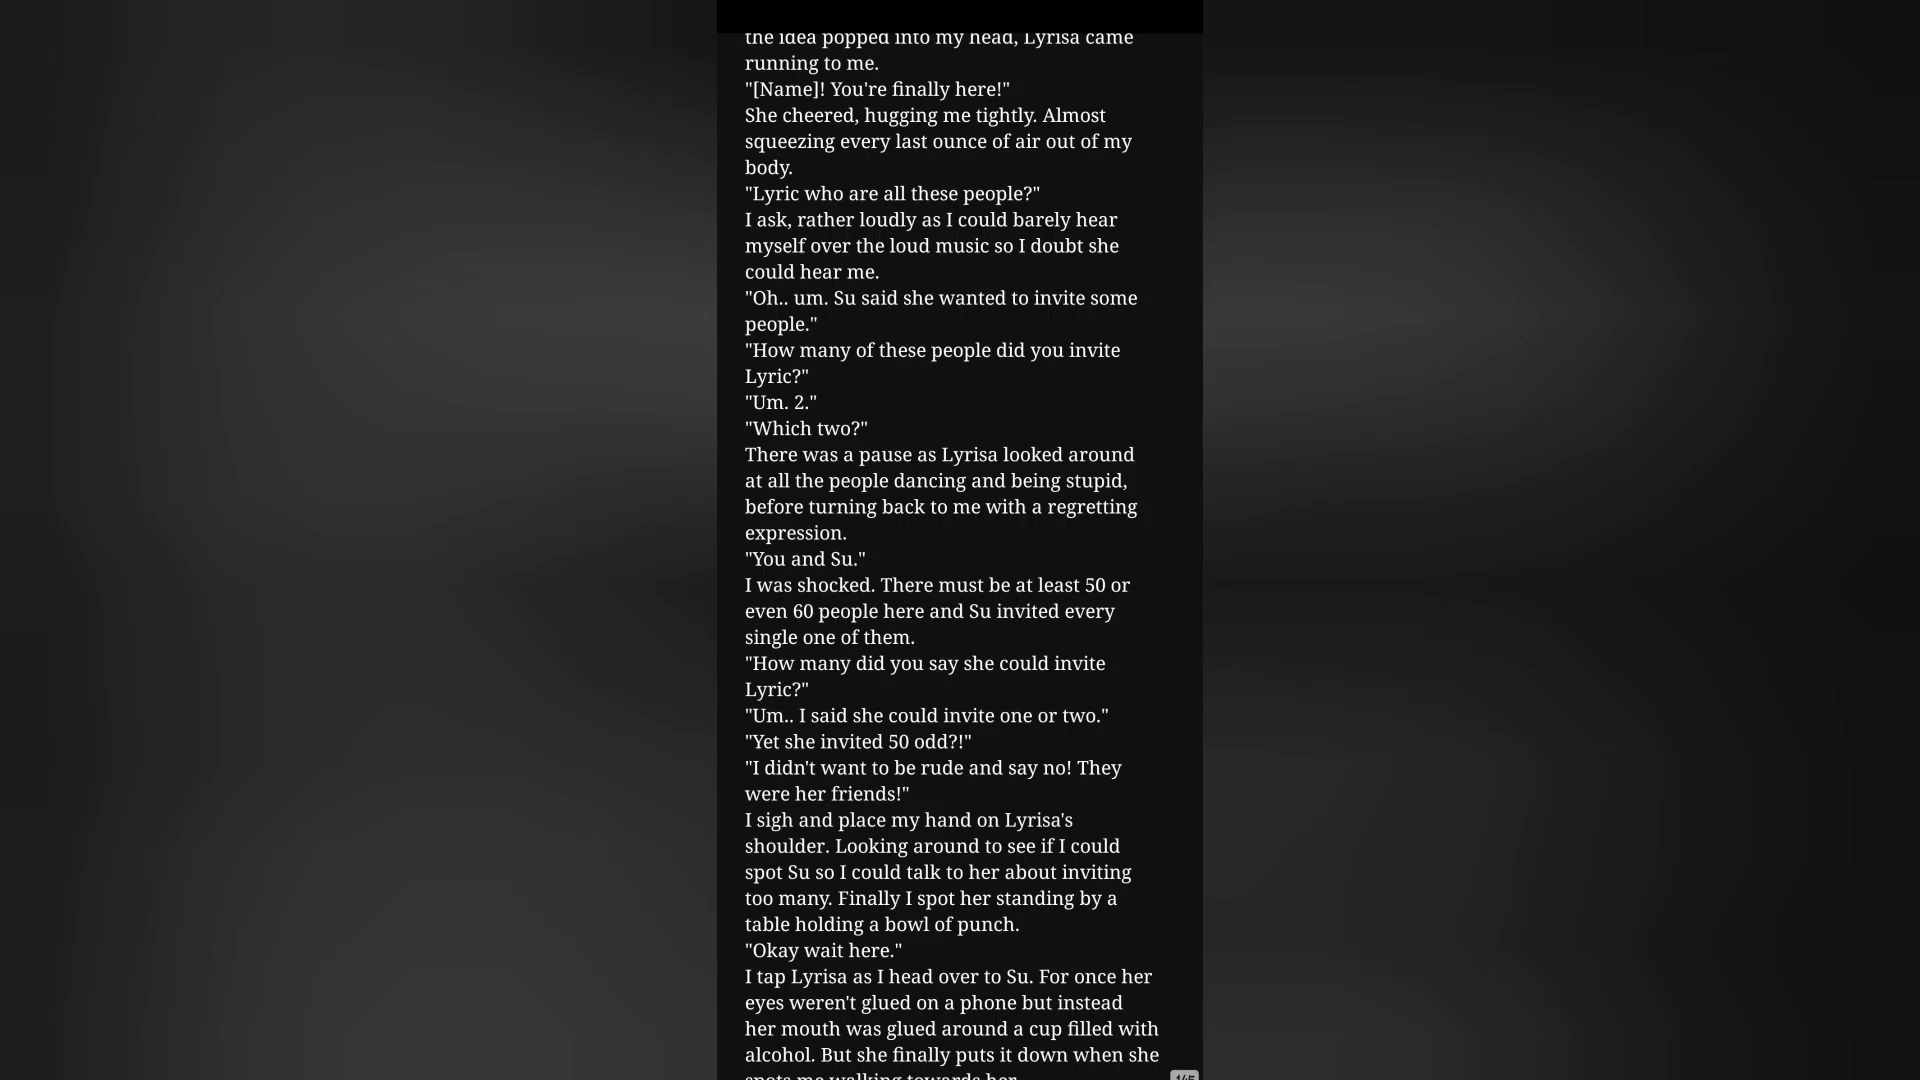 the idea popped into my head, Lyrisa came
running to me.
"[Name]! You're finally here!"
She cheered, hugging me tightly. Almost
squeezing every last ounce of air out of my
body.
"Lyric who are all these people?"
I ask, rather loudly as I could barely hear
myself over the loud music so I doubt she
could hear me.
"Oh.. um. Su said she wanted to invite some
people."
"How many of these people did you invite
Lyric?"
"Um. 2."
"Which two?"
There was a pause as Lyrisa looked around
at all the people dancing and being stupid,
before turning back to me with a regretting
expression.
"You and Su."
I was shocked. There must be at least 50 or
even 60 people here and Su invited every
single one of them.
"How many did you say she could invite
Lyric?"
"Um.. I said she could invite one or two."
"Yet she invited 50 odd?!"
"I didn't want to be rude and say no! They
were her friends!"
I sigh and place my hand on Lyrisa's
shoulder. Looking around to see if I could
spot Su so I could talk to her about inviting
too many. Finally I spot her standing by a
table holding a bowl of punch.
"Okay wait here."
I tap Lyrisa as I head over to Su. For once her
eyes weren't glued on a phone but instead
her mouth was glued around a cup filled with
alcohol. But she finally puts it down when she
spots me walking towards her.